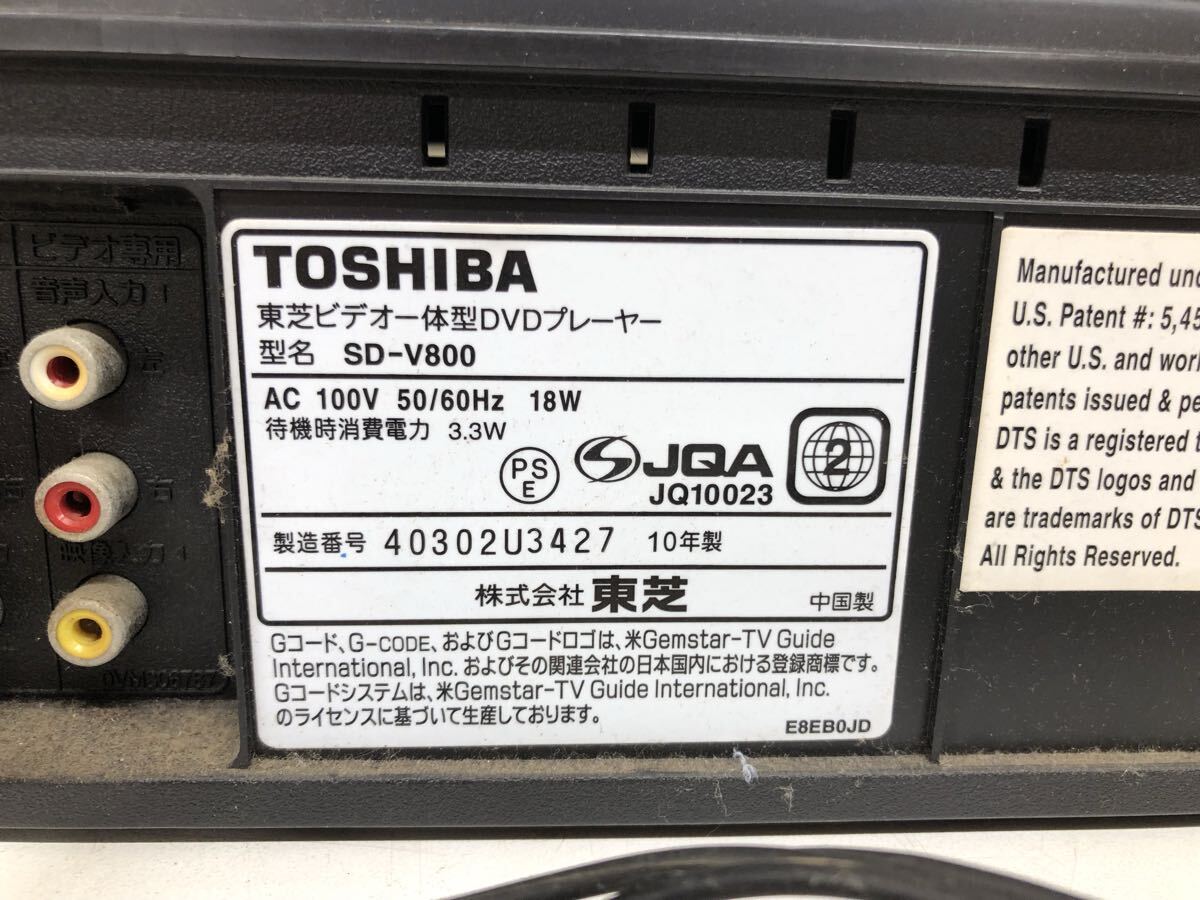 ビデオ専用
音声入力1
左
右
映像入力1
TOSHIBA
東芝ビデオ一体型DVDプレーヤー
型名 SD-V800
AC 100V 50/60Hz 18W
待機時消費電力 3.3W
PS
E
JQA
JQ10023
2
製造番号 40302U3427 10年製
株式会社 東芝 中国製
Gコード、G-CODE、およびGコードロゴは、米Gemstar-TV Guide
International, Inc. およびその関連会社の日本国内における登録商標です。
Gコードシステムは、米Gemstar-TV Guide International, Inc.
のライセンスに基づいて生産しております。
E8EB0JD
Manufactured
U.S. Patent #: 5,45
other U.S. and
patents issued &
DTS is a registered
& the DTS logos and
are trademarks of DTS
All Rights Reserved.